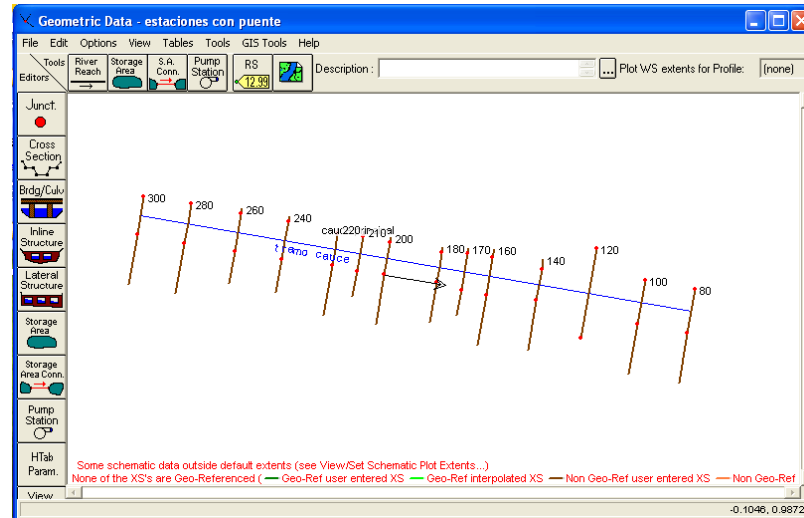 Geometric Data - estaciones con puente
File Edit Options View Tables Tools GIS Tools Help
Tools
Editors
River Reach
Storage Area
S.A. Conn.
Pump Station
RS
12.99
Description :
... Plot WS extents for Profile: (none)
Junct.
Cross Section
Brdg/Culv
Inline Structure
Lateral Structure
Storage Area
Storage Area Conn.
Pump Station
HTab Param.
View
300
280
260
240
220
210
200
180
170
160
140
120
100
80
tramo cauce
Some schematic data outside default extents (see View/Set Schematic Plot Extents...)
None of the XS's are Geo-Referenced ( Geo-Ref user entered XS Geo-Ref interpolated XS Non Geo-Ref user entered XS Non Geo-Ref
-0.1046, 0.9872